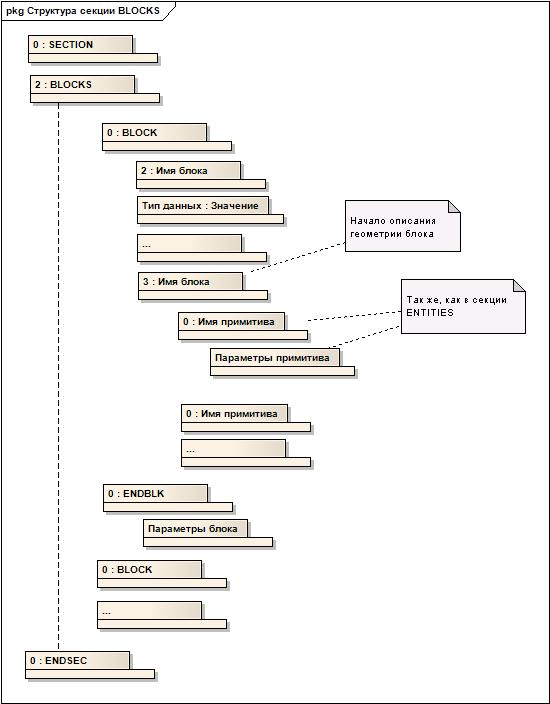 pkg Структура секции BLOCKS
0 : SECTION
2 : BLOCKS
0 : BLOCK
2 : Имя блока
Тип данных : Значение
...
3 : Имя блока
Начало описания
геометрии блока
0 : Имя примитива
Так же, как в секции
ENTITIES
Параметры примитива
0 : Имя примитива
...
0 : ENDBLK
Параметры блока
0 : BLOCK
...
0 : ENDSEC